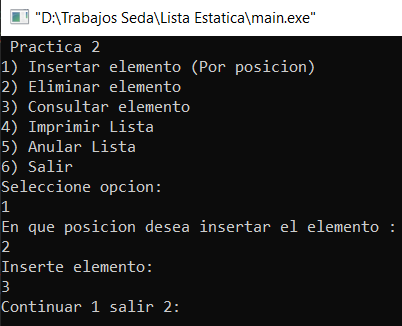 "D:\Trabajos Seda\Lista Estatica\main.exe"
Practica 2
1) Insertar elemento (Por posicion)
2) Eliminar elemento
3) Consultar elemento
4) Imprimir Lista
5) Anular Lista
6) Salir
Seleccione opcion:
1
En que posicion desea insertar el elemento :
2
Inserte elemento:
3
Continuar 1 salir 2: